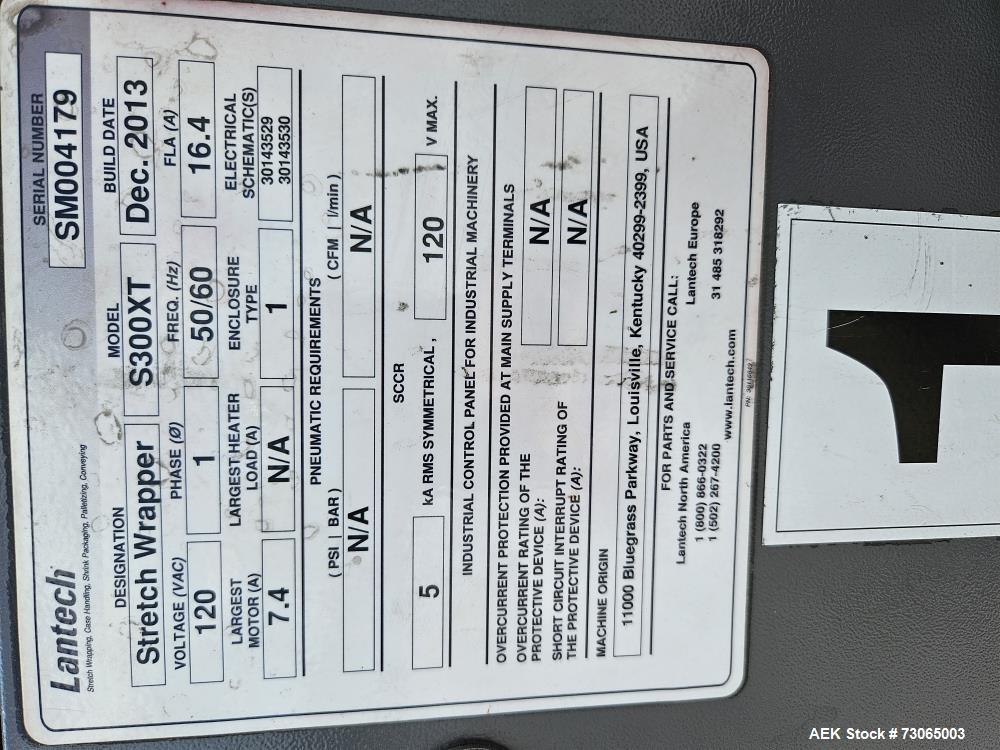 Lantech
Stretch Wrapping, Case Handling, Shrink Packaging, Palletizing, Conveying
SERIAL NUMBER
SM004179
DESIGNATION MODEL BUILD DATE
Stretch Wrapper S300XT Dec. 2013
VOLTAGE (VAC) PHASE (Ø) FREQ. (Hz) FLA (A)
120 1 50/60 16.4
LARGEST MOTOR (A) LARGEST HEATER LOAD (A) ENCLOSURE TYPE ELECTRICAL SCHEMATIC(S)
7.4 N/A 1 30143529
30143530
PNEUMATIC REQUIREMENTS
( PSI | BAR ) ( CFM | l/min )
N/A N/A
SCCR
5 kA RMS SYMMETRICAL, 120 V MAX.
INDUSTRIAL CONTROL PANEL FOR INDUSTRIAL MACHINERY
OVERCURRENT PROTECTION PROVIDED AT MAIN SUPPLY TERMINALS
OVERCURRENT RATING OF THE
PROTECTIVE DEVICE (A): N/A
SHORT CIRCUIT INTERRUPT RATING OF
THE PROTECTIVE DEVICE (A): N/A
MACHINE ORIGIN
11000 Bluegrass Parkway, Louisville, Kentucky 40299-2399, USA
FOR PARTS AND SERVICE CALL:
Lantech North America Lantech Europe
1 (800) 866-0322
1 (502) 267-4200 31 485 318292
www.lantech.com
1
AEK Stock # 73065003